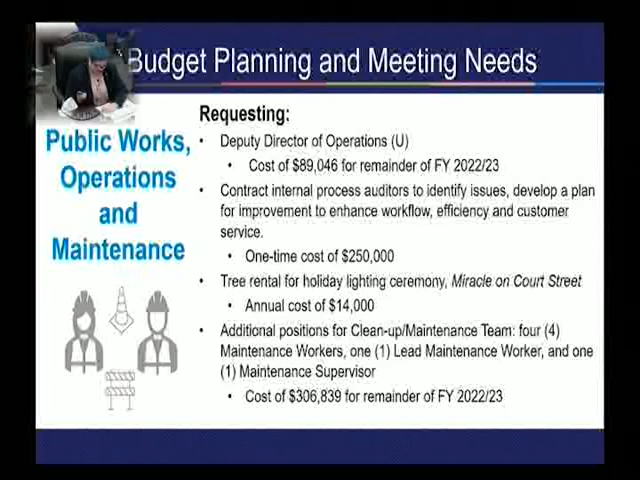 Budget Planning and Meeting Needs
Public Works,
Operations
and
Maintenance
Requesting:
• Deputy Director of Operations (U)
• Cost of $89,046 for remainder of FY 2022/23
• Contract internal process auditors to identify issues, develop a plan
for improvement to enhance workflow, efficiency and customer
service.
• One-time cost of $250,000
• Tree rental for holiday lighting ceremony, Miracle on Court Street
• Annual cost of $14,000
• Additional positions for Clean-up/Maintenance Team: four (4)
Maintenance Workers, one (1) Lead Maintenance Worker, and one
(1) Maintenance Supervisor
• Cost of $306,839 for remainder of FY 2022/23